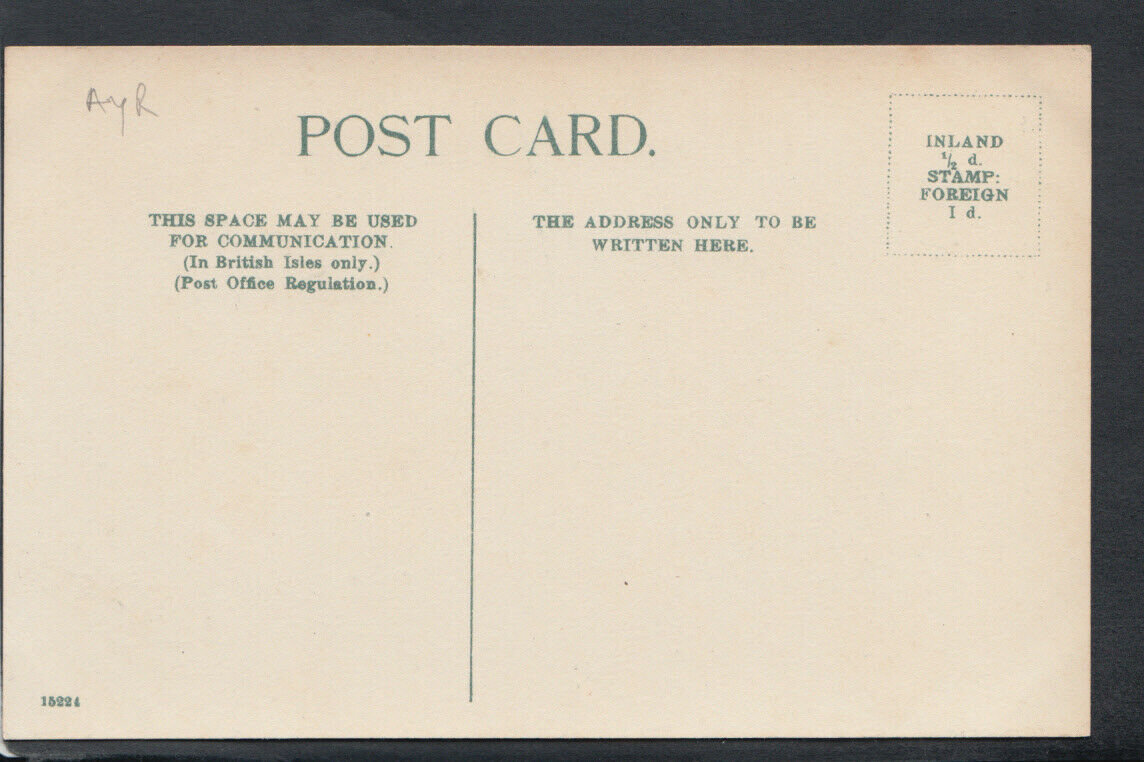 AyR
POST CARD.
INLAND
½ d.
STAMP:
FOREIGN
I d.
THIS SPACE MAY BE USED
FOR COMMUNICATION.
(In British Isles only.)
(Post Office Regulation.)
THE ADDRESS ONLY TO BE
WRITTEN HERE.
15224